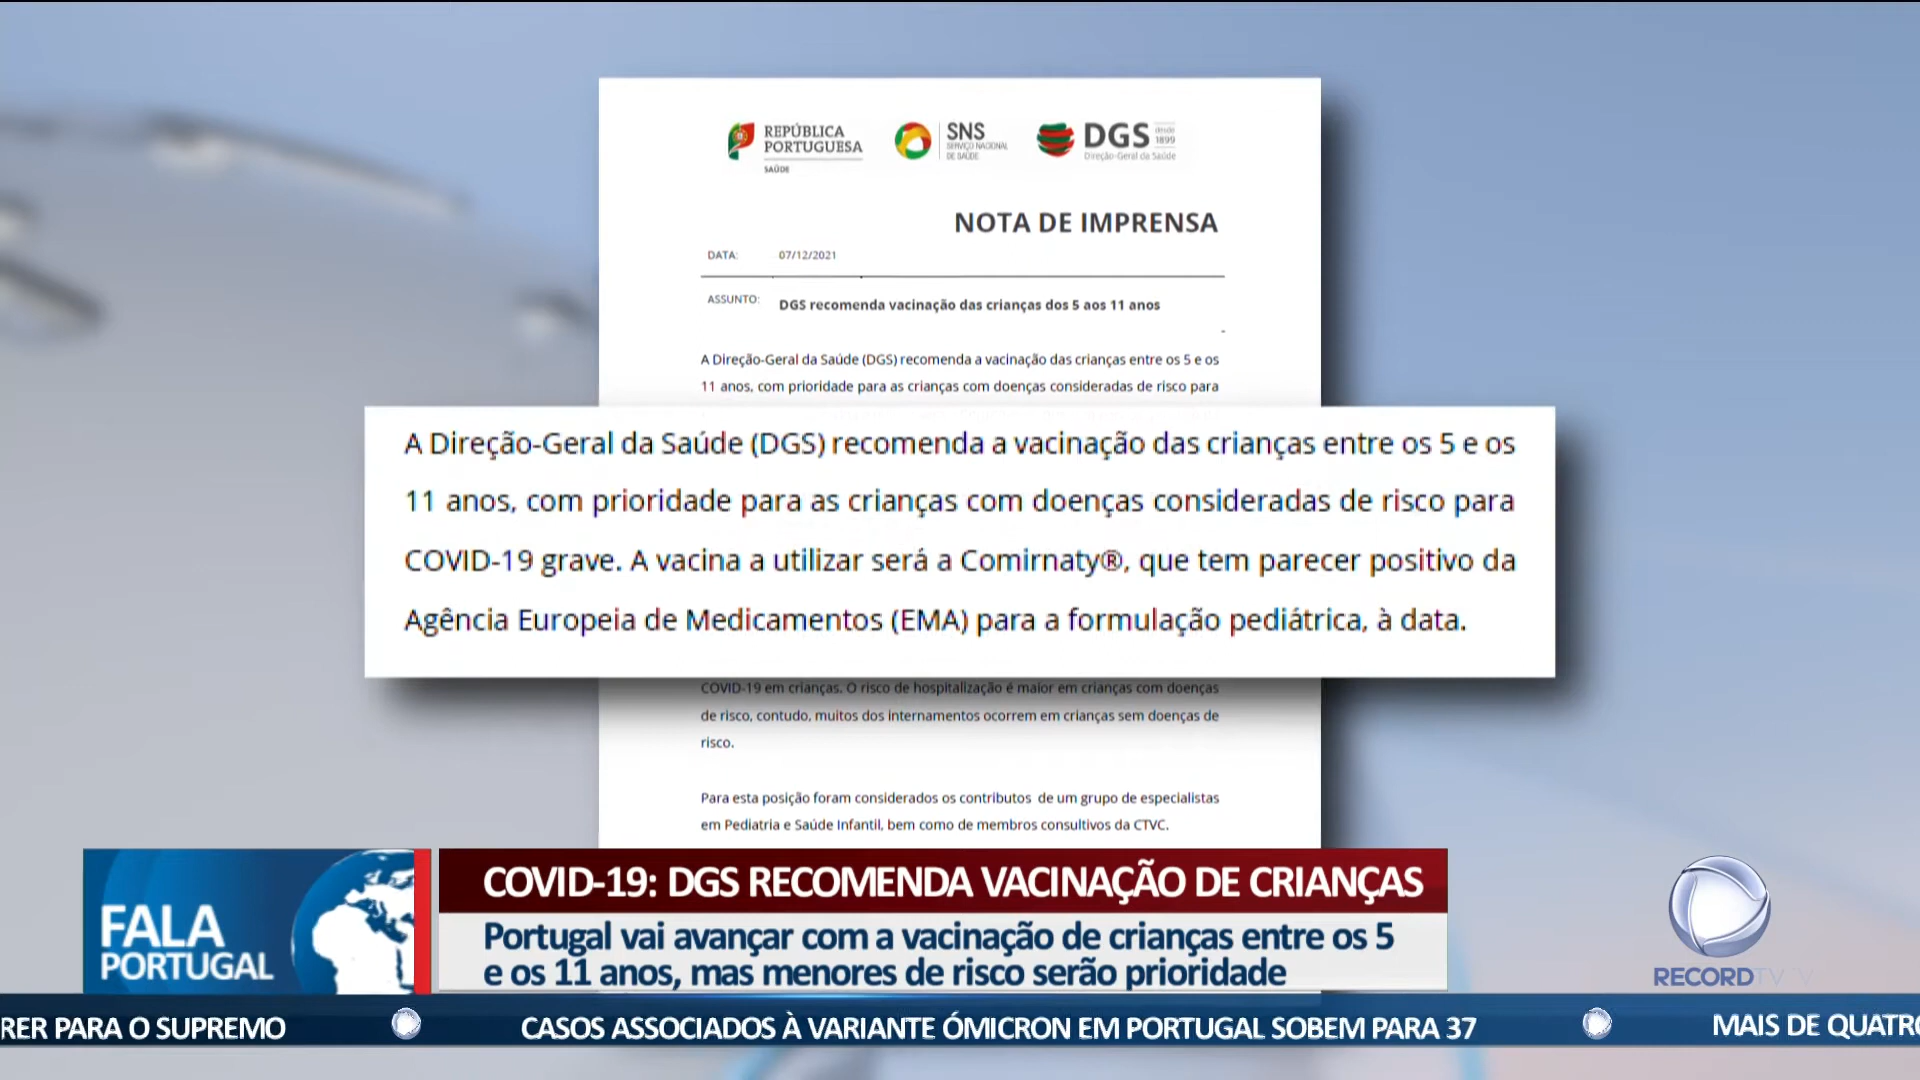 REPÚBLICA
PORTUGUESA
SAÚDE
SNS
SERVIÇO NACIONAL
DE SAÚDE
DGS
desde
1899
Direção-Geral da Saúde
NOTA DE IMPRENSA
DATA: 07/12/2021
ASSUNTO: DGS recomenda vacinação das crianças dos 5 aos 11 anos
A Direção-Geral da Saúde (DGS) recomenda a vacinação das crianças entre os 5 e os
11 anos, com prioridade para as crianças com doenças consideradas de risco para
A Direção-Geral da Saúde (DGS) recomenda a vacinação das crianças entre os 5 e os
11 anos, com prioridade para as crianças com doenças consideradas de risco para
COVID-19 grave. A vacina a utilizar será a Comirnaty®, que tem parecer positivo da
Agência Europeia de Medicamentos (EMA) para a formulação pediátrica, à data.
COVID-19 em crianças. O risco de hospitalização é maior em crianças com doenças
de risco, contudo, muitos dos internamentos ocorrem em crianças sem doenças de
risco.
Para esta posição foram considerados os contributos de um grupo de especialistas
em Pediatria e Saúde Infantil, bem como de membros consultivos da CTVC.
FALA
PORTUGAL
COVID-19: DGS RECOMENDA VACINAÇÃO DE CRIANÇAS
Portugal vai avançar com a vacinação de crianças entre os 5
e os 11 anos, mas menores de risco serão prioridade
RECORD TV
RER PARA O SUPREMO
CASOS ASSOCIADOS À VARIANTE ÓMICRON EM PORTUGAL SOBEM PARA 37
MAIS DE QUATRO